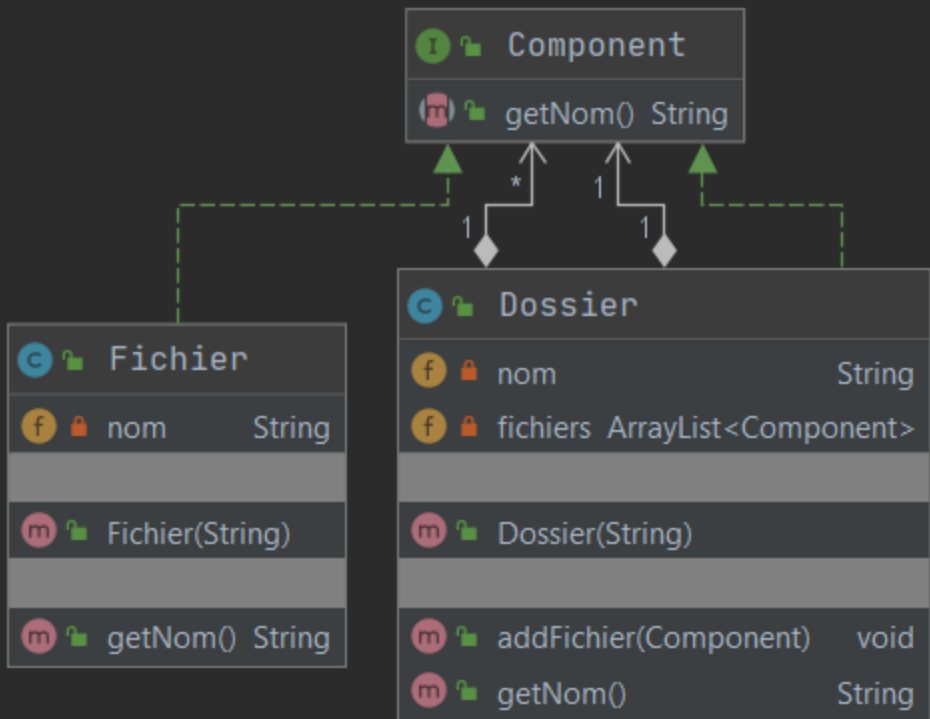 I Component
m getNom() String
* 1
1 1
C Fichier
f nom String
m Fichier(String)
m getNom() String
C Dossier
f nom String
f fichiers ArrayList<Component>
m Dossier(String)
m addFichier(Component) void
m getNom() String